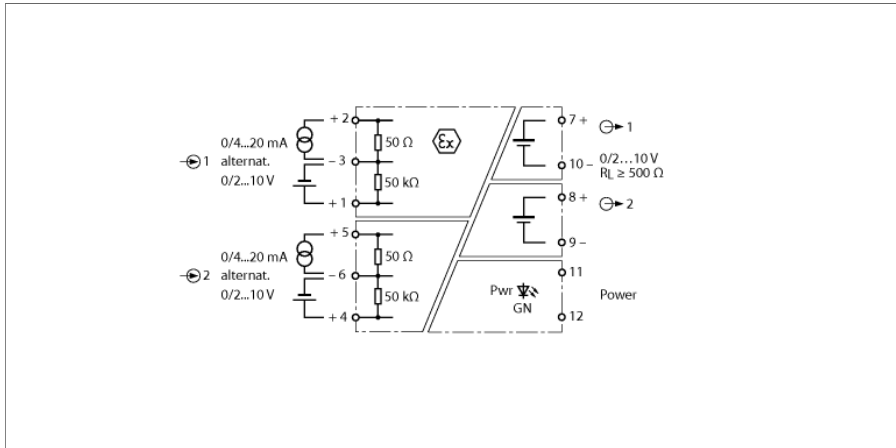 + 2
0/4...20 mA
50 Ω
1 alternat.
– 3
0/2...10 V
50 kΩ
+ 1
εx
7 +
1
10 –
0/2...10 V
RL ≥ 500 Ω
8 +
2
9 –
+ 5
0/4...20 mA
50 Ω
2 alternat.
– 6
0/2...10 V
50 kΩ
+ 4
11
Pwr
GN
Power
12